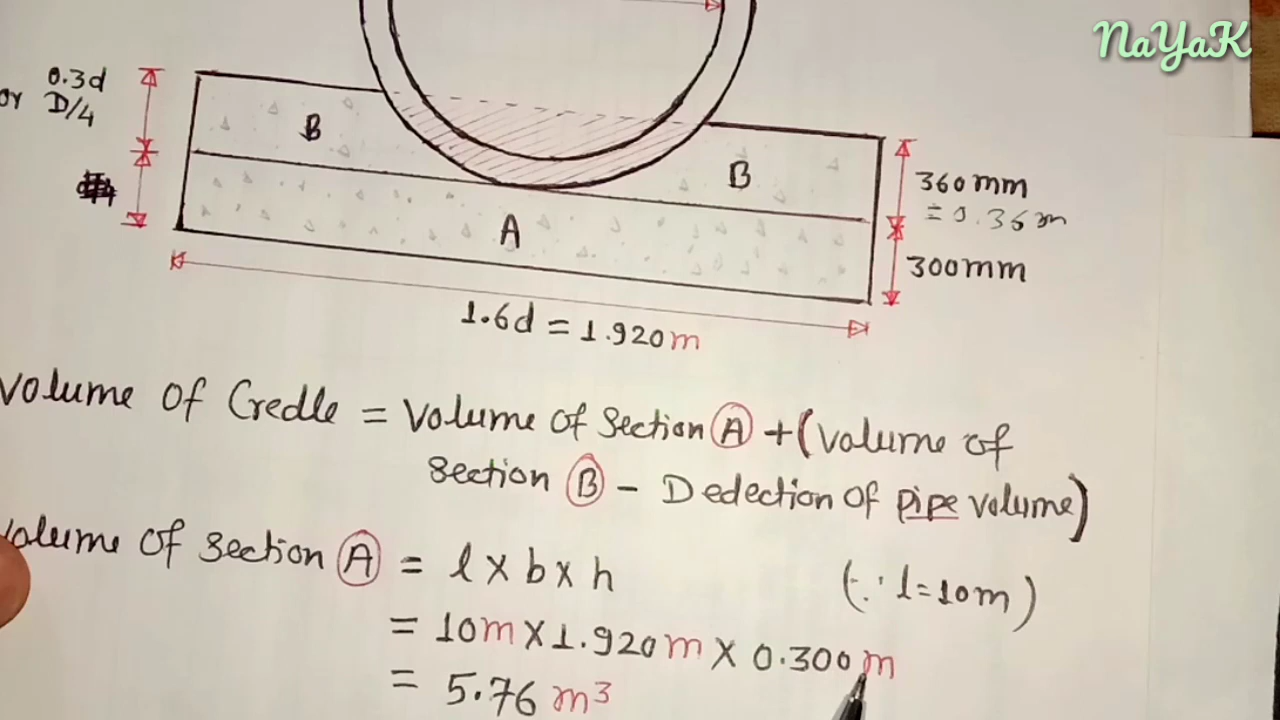 NaYaK
0.3d
or D/4
B
B
A
360mm
= 0.36m
300mm
1.6d = 1.920m
Volume of Credle = Volume of Section A + (Volume of
Section B - Dedection of pipe volume)
Volume of Section A = l x b x h (∵ l=10m)
= 10m x 1.920m x 0.300m
= 5.76 m³